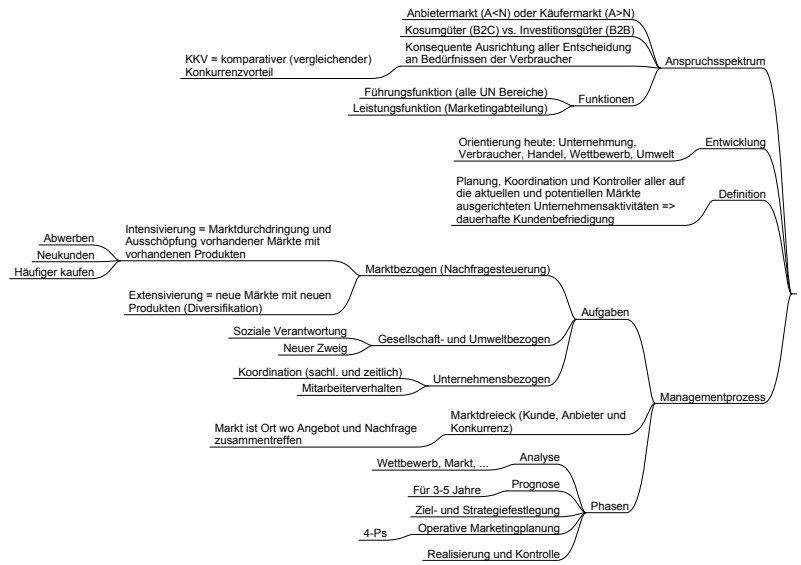 Anbietermarkt (A<N) oder Käufermarkt (A>N)
Kosumgüter (B2C) vs. Investitionsgüter (B2B)
Konsequente Ausrichtung aller Entscheidung
an Bedürfnissen der Verbraucher
KKV = komparativer (vergleichender)
Konkurrenzvorteil
Anspruchsspektrum
Führungsfunktion (alle UN Bereiche)
Leistungsfunktion (Marketingabteilung)
Funktionen
Orientierung heute: Unternehmung,
Verbraucher, Handel, Wettbewerb, Umwelt
Entwicklung
Planung, Koordination und Kontroller aller auf
die aktuellen und potentiellen Märkte
ausgerichteten Unternehmensaktivitäten =>
dauerhafte Kundenbefriedigung
Definition
Intensivierung = Marktdurchdringung und
Ausschöpfung vorhandener Märkte mit
vorhandenen Produkten
Abwerben
Neukunden
Häufiger kaufen
Marktbezogen (Nachfragesteuerung)
Extensivierung = neue Märkte mit neuen
Produkten (Diversifikation)
Aufgaben
Soziale Verantwortung
Neuer Zweig
Gesellschaft- und Umweltbezogen
Koordination (sachl. und zeitlich)
Mitarbeiterverhalten
Unternehmensbezogen
Managementprozess
Marktdreieck (Kunde, Anbieter und
Konkurrenz)
Markt ist Ort wo Angebot und Nachfrage
zusammentreffen
Analyse
Wettbewerb, Markt, ...
Prognose
Für 3-5 Jahre
Phasen
Ziel- und Strategiefestlegung
Operative Marketingplanung
4-Ps
Realisierung und Kontrolle